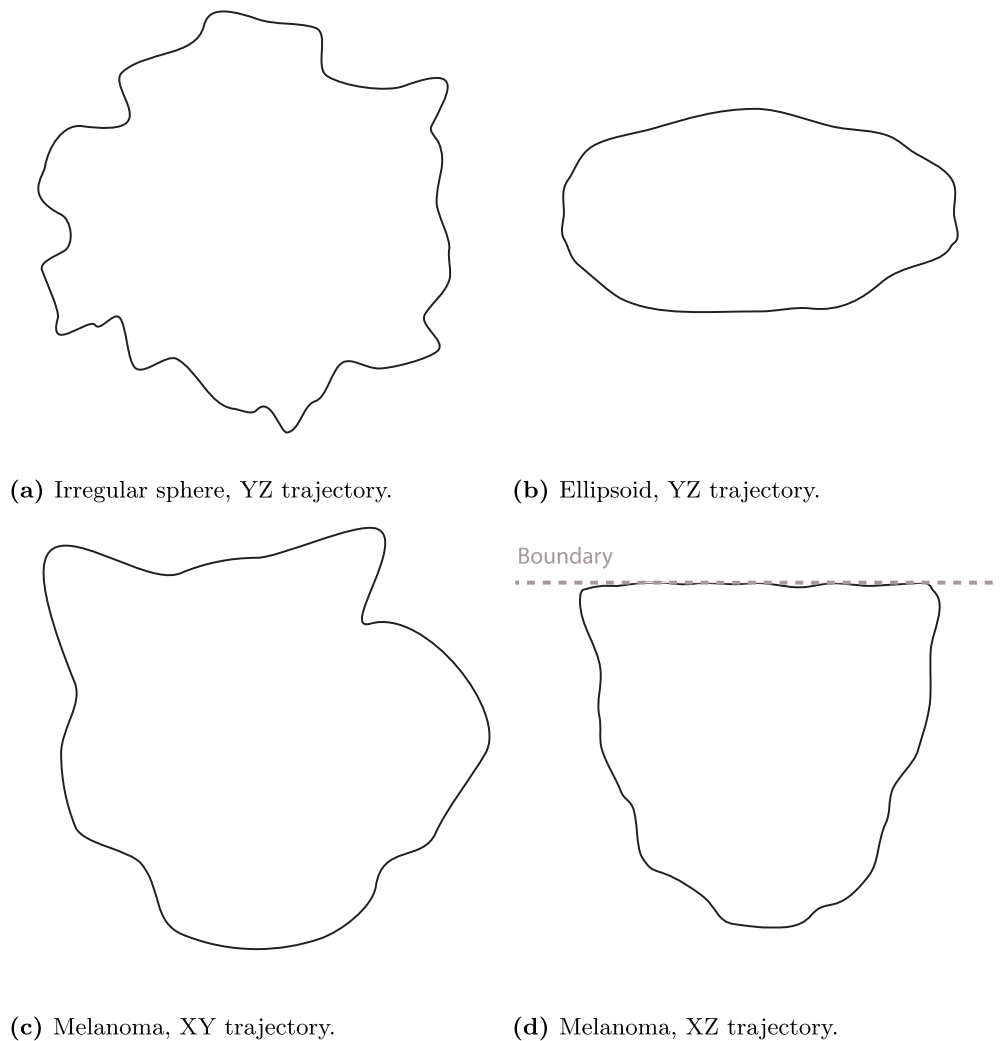 (a) Irregular sphere, YZ trajectory.
(b) Ellipsoid, YZ trajectory.
Boundary
(c) Melanoma, XY trajectory.
(d) Melanoma, XZ trajectory.